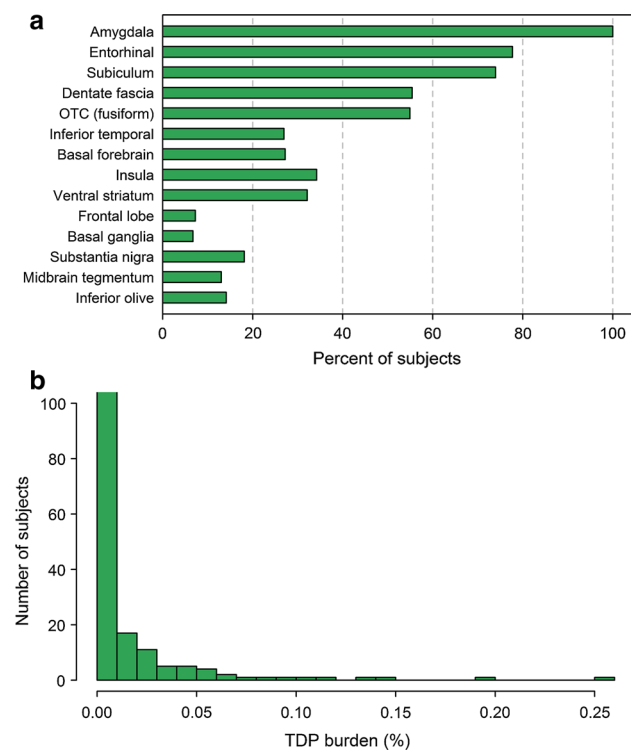 a
Amygdala
Entorhinal
Subiculum
Dentate fascia
OTC (fusiform)
Inferior temporal
Basal forebrain
Insula
Ventral striatum
Frontal lobe
Basal ganglia
Substantia nigra
Midbrain tegmentum
Inferior olive
0 20 40 60 80 100
Percent of subjects
b
Number of subjects
100
80
60
40
20
0
0.00 0.05 0.10 0.15 0.20 0.25
TDP burden (%)